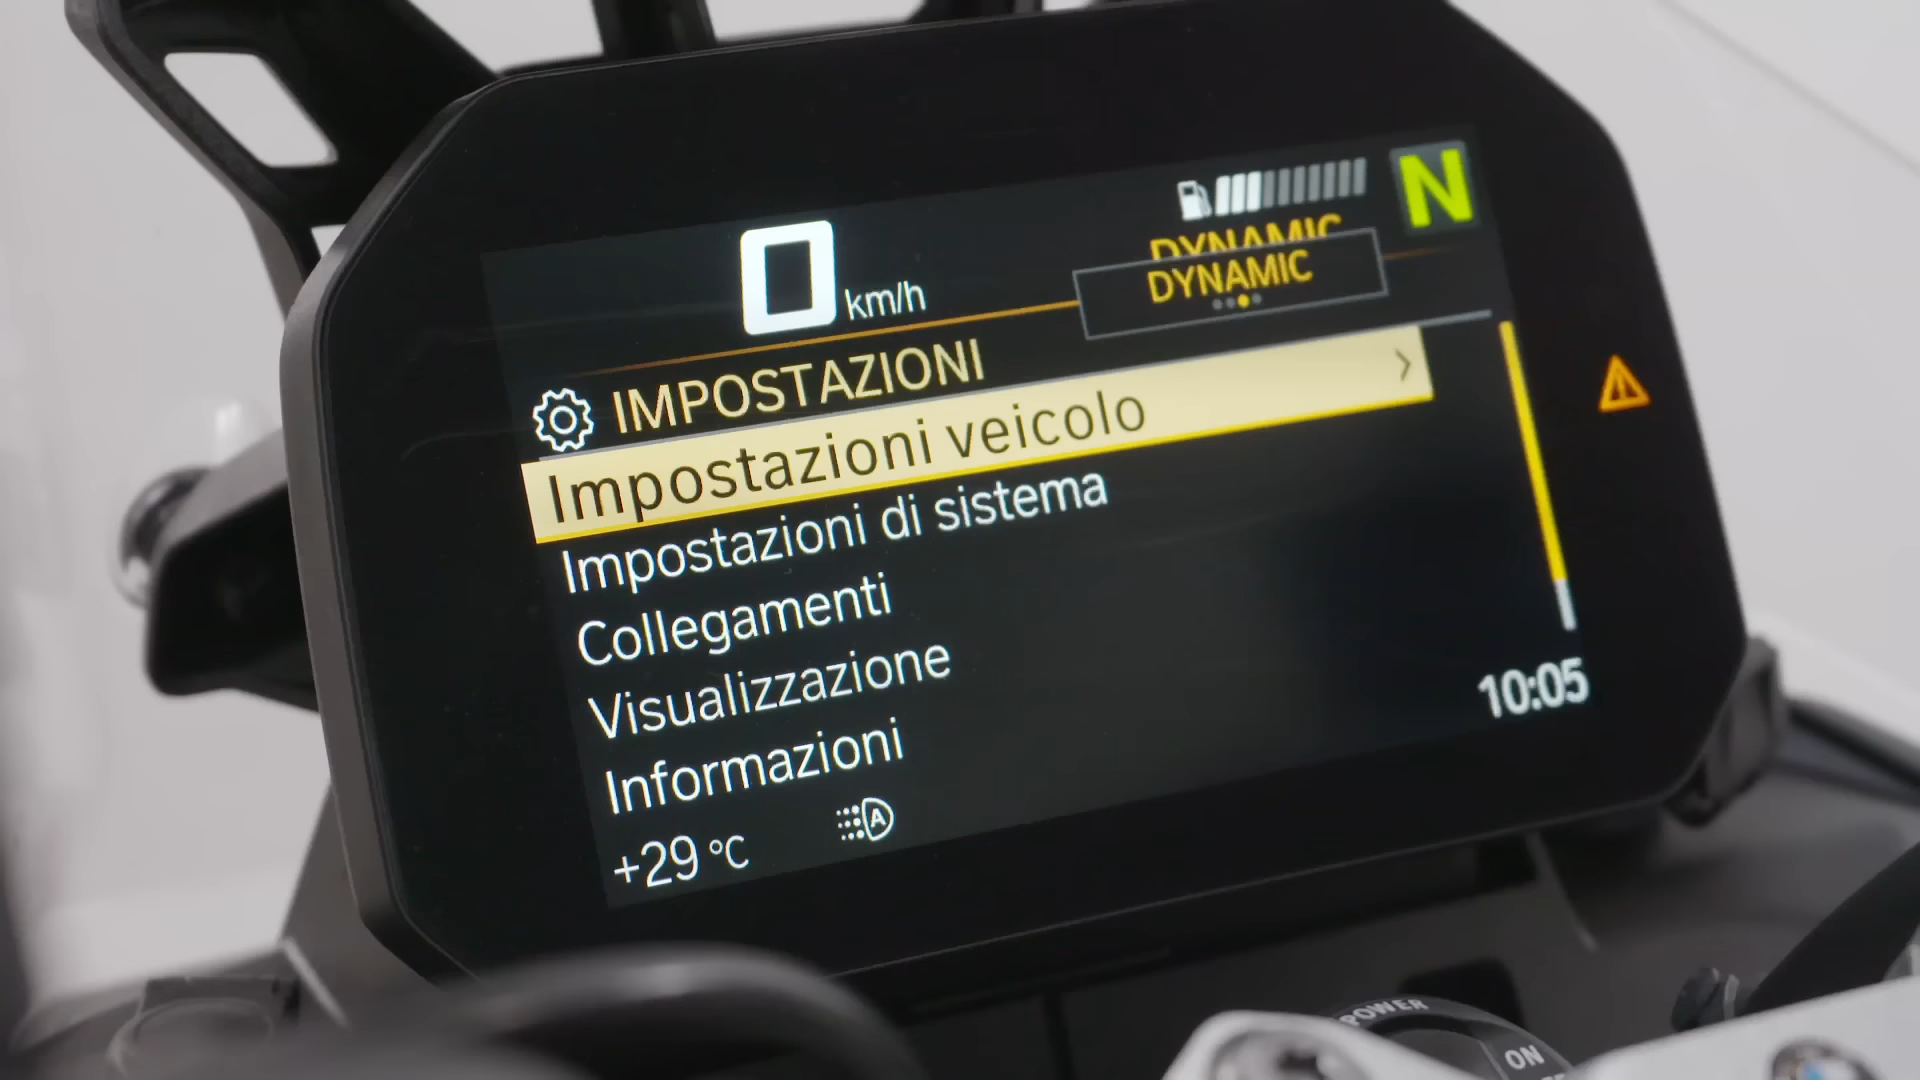 N
DYNAMIC
0 km/h
DYNAMIC
IMPOSTAZIONI
Impostazioni veicolo
Impostazioni di sistema
Collegamenti
Visualizzazione
Informazioni
10:05
+29 °C
A
POWER
ON